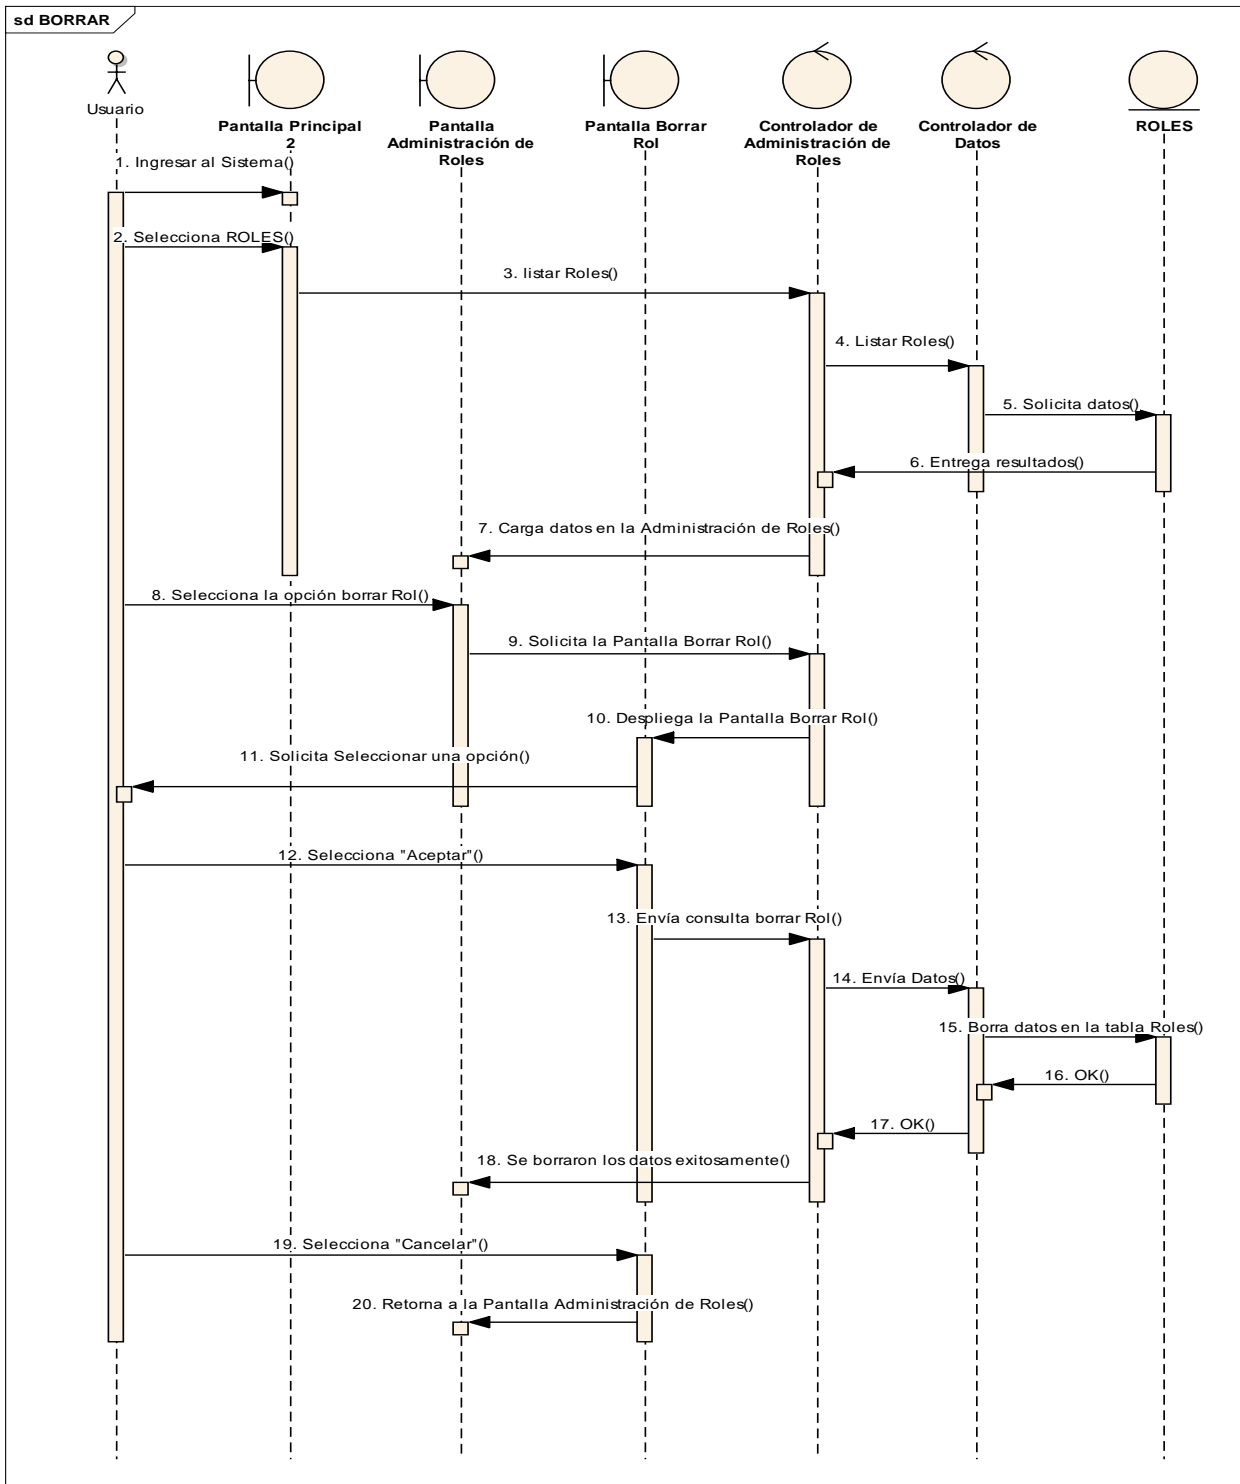 sd BORRAR
Usuario
Pantalla Principal
2
Pantalla
Administración de
Roles
Pantalla Borrar
Rol
Controlador de
Administración de
Roles
Controlador de
Datos
ROLES
1. Ingresar al Sistema()
2. Selecciona ROLES()
3. listar Roles()
4. Listar Roles()
5. Solicita datos()
6. Entrega resultados()
7. Carga datos en la Administración de Roles()
8. Selecciona la opción borrar Rol()
9. Solicita la Pantalla Borrar Rol()
10. Despliega la Pantalla Borrar Rol()
11. Solicita Seleccionar una opción()
12. Selecciona "Aceptar"()
13. Envía consulta borrar Rol()
14. Envía Datos()
15. Borra datos en la tabla Roles()
16. OK()
17. OK()
18. Se borraron los datos exitosamente()
19. Selecciona "Cancelar"()
20. Retorna a la Pantalla Administración de Roles()